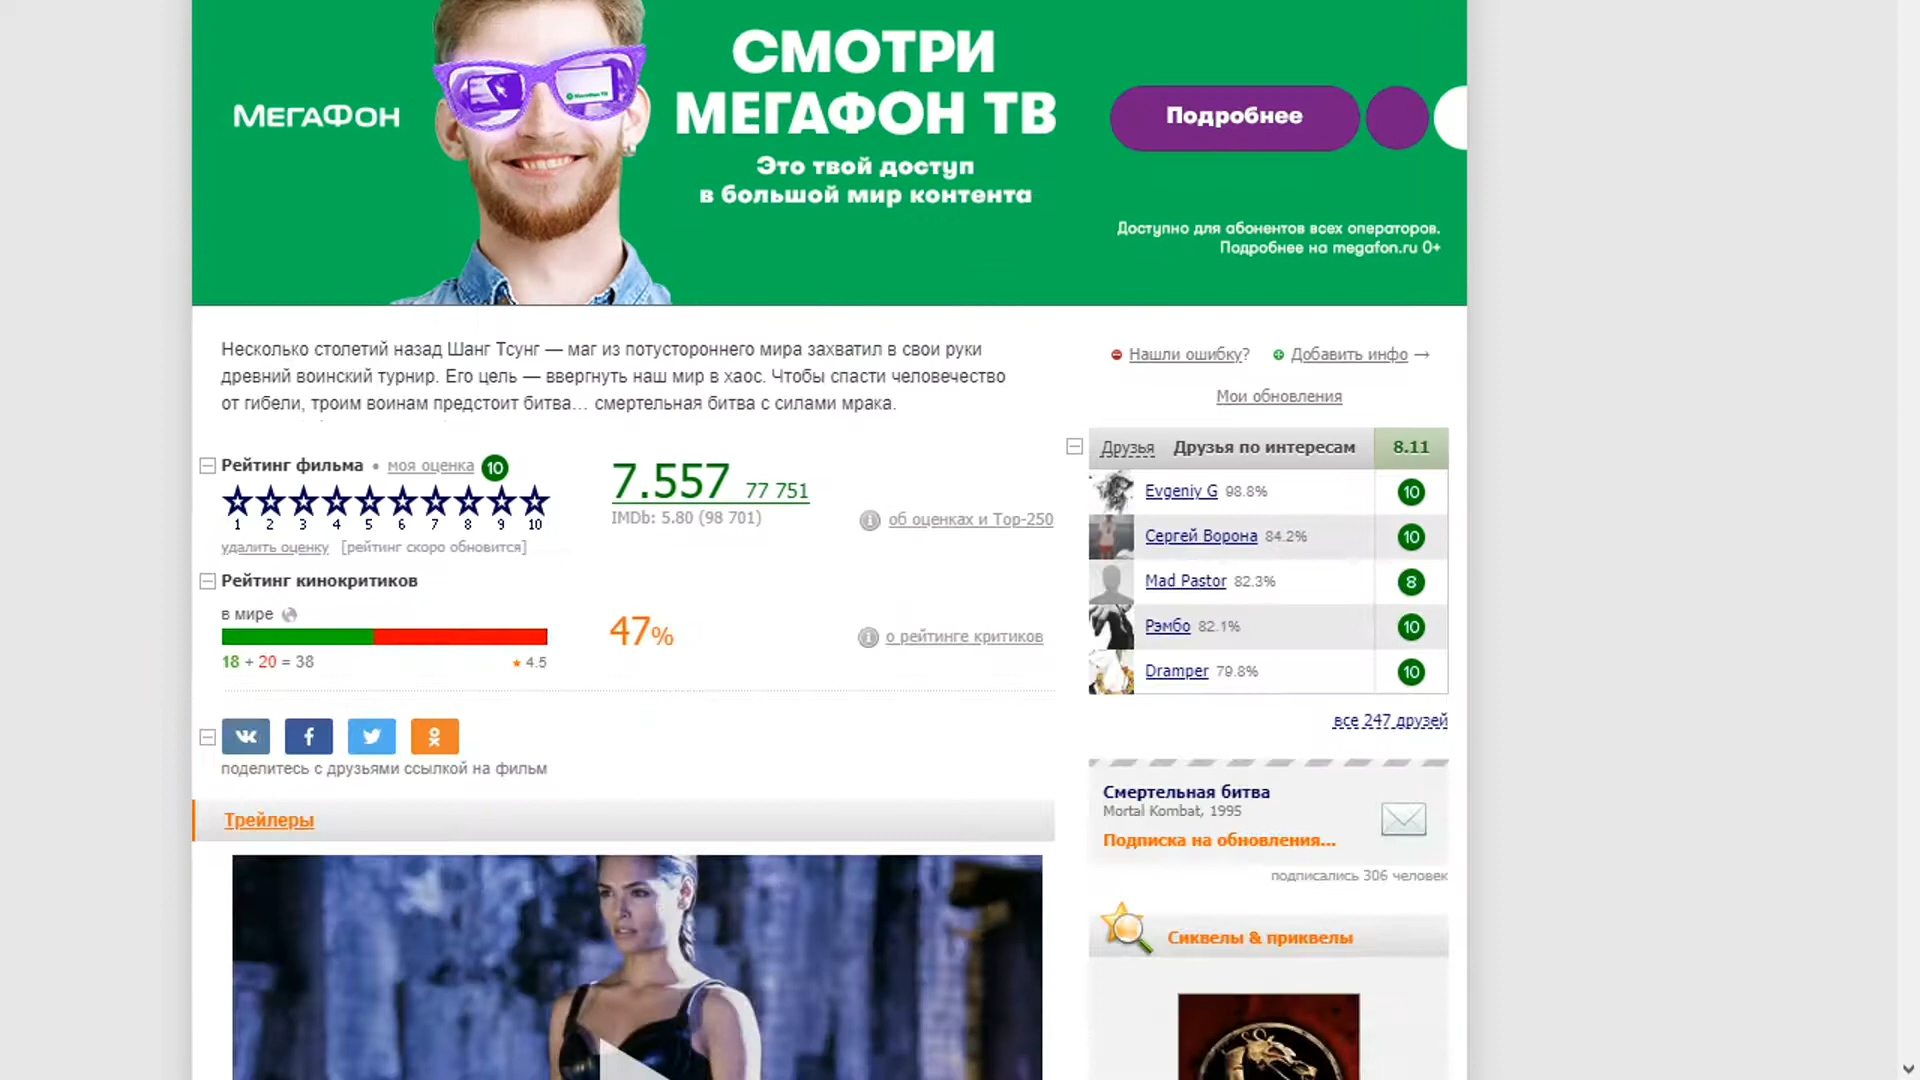 СМОТРИ
МЕГАФОН ТВ
МЕГАФОН
Подробнее
Это твой доступ
в большой мир контента
Доступно для абонентов всех операторов.
Подробнее на megafon.ru 0+
Несколько столетий назад Шанг Тсунг — маг из потустороннего мира захватил в свои руки
древний воинский турнир. Его цель — ввергнуть наш мир в хаос. Чтобы спасти человечество
от гибели, троим воинам предстоит битва… смертельная битва с силами мрака.
Рейтинг фильма • моя оценка 10
1 2 3 4 5 6 7 8 9 10
удалить оценку [рейтинг скоро обновится]
7.557 77 751
IMDb: 5.80 (98 701)
об оценках и Top-250
Рейтинг кинокритиков
в мире
18 + 20 = 38
4.5
47%
о рейтинге критиков
поделитесь с друзьями ссылкой на фильм
Трейлеры
Нашли ошибку? Добавить инфо →
Мои обновления
Друзья Друзья по интересам 8.11
Evgeniy G 98.8% 10
Сергей Ворона 84.2% 10
Mad Pastor 82.3% 8
Рэмбо 82.1% 10
Dramper 79.8% 10
все 247 друзей
Смертельная битва
Mortal Kombat, 1995
Подписка на обновления...
подписались 306 человек
Сиквелы & приквелы